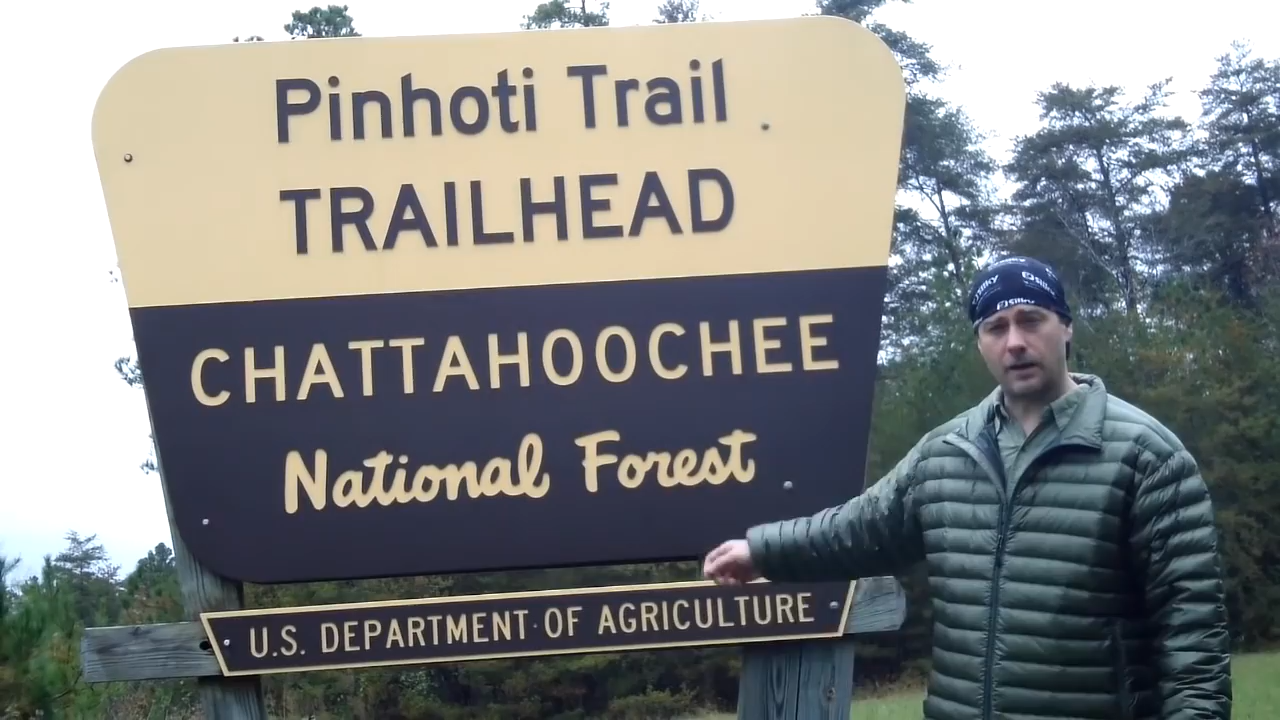 Pinhoti Trail
TRAILHEAD
CHATTAHOOCHEE
National Forest
U.S. DEPARTMENT OF AGRICULTURE